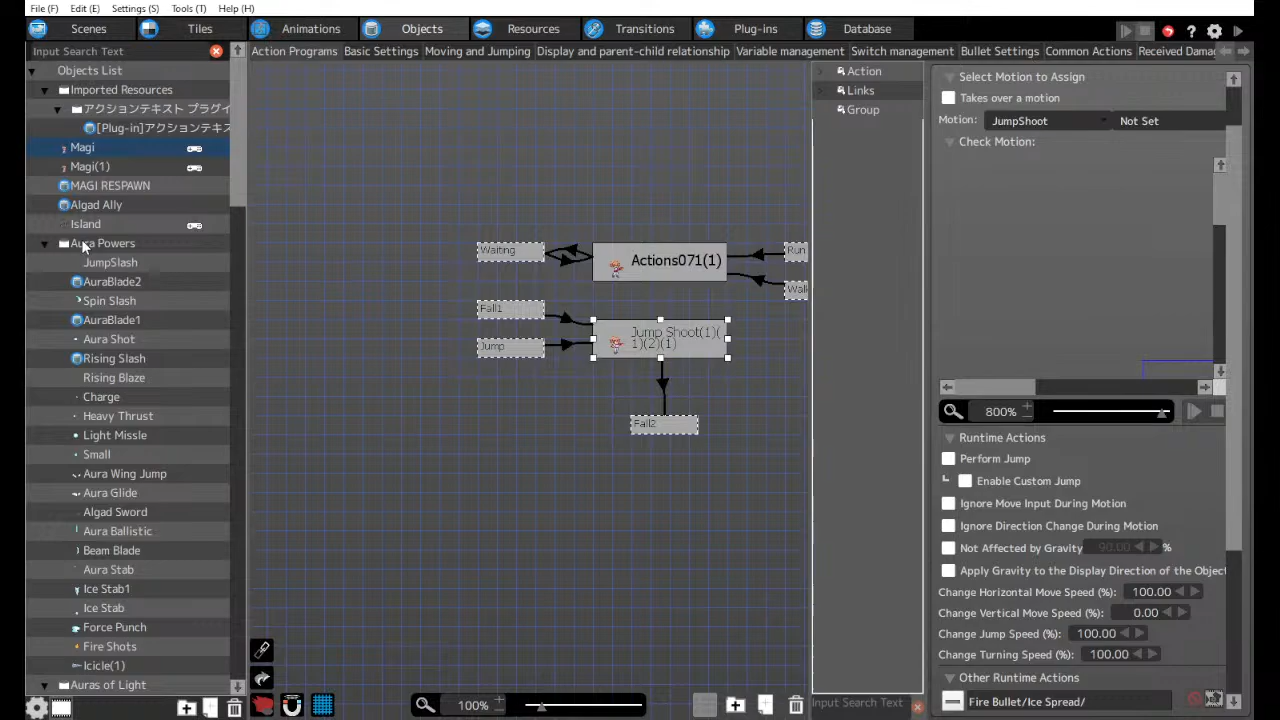 File (F) Edit (E) Settings (S) Tools (T) Help (H)
Scenes Tiles Animations Objects Resources Transitions Plug-ins Database
Input Search Text
Action Programs Basic Settings Moving and Jumping Display and parent-child relationship Variable management Switch management Bullet Settings Common Actions Received Dama
Objects List
Imported Resources
アクションテキスト プラグイ
[Plug-in]アクションテキス
Magi
Magi(1)
MAGI RESPAWN
Algad Ally
Island
Aura Powers
JumpSlash
AuraBlade2
Spin Slash
AuraBlade1
Aura Shot
Rising Slash
Rising Blaze
Charge
Heavy Thrust
Light Missle
Small
Aura Wing Jump
Aura Glide
Algad Sword
Aura Ballistic
Beam Blade
Aura Stab
Ice Stab1
Ice Stab
Force Punch
Fire Shots
Icicle(1)
Auras of Light
Waiting
Actions071(1)
Run
Wal
Fall1
Jump Shoot(1)(
1)(2)(1)
Jump
Fall2
100%
Action
Links
Group
Input Search Text
Select Motion to Assign
Takes over a motion
Motion: JumpShoot Not Set
Check Motion:
800%
Runtime Actions
Perform Jump
Enable Custom Jump
Ignore Move Input During Motion
Ignore Direction Change During Motion
Not Affected by Gravity 90.00 %
Apply Gravity to the Display Direction of the Object
Change Horizontal Move Speed (%): 100.00
Change Vertical Move Speed (%): 0.00
Change Jump Speed (%): 100.00
Change Turning Speed (%): 100.00
Other Runtime Actions
Fire Bullet/Ice Spread/